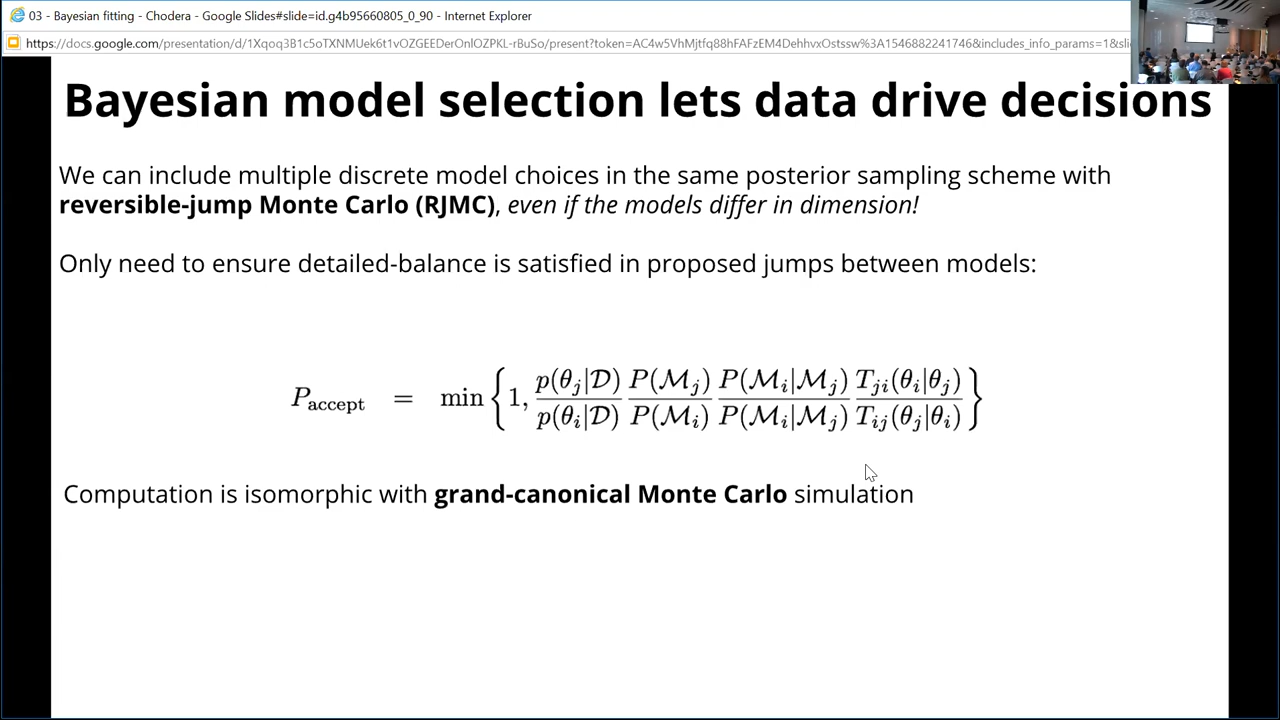 03 - Bayesian fitting - Chodera - Google Slides#slide=id.g4b95660805_0_90 - Internet Explorer
https://docs.google.com/presentation/d/1Xqoq3B1c5oTXNMUek6t1vOZGEEDerOnlOZPKL-rBuSo/present?token=AC4w5VhMjtfq88hFAFzEM4DehhvxOstssw%3A1546882241746&includes_info_params=1&sli
Bayesian model selection lets data drive decisions
We can include multiple discrete model choices in the same posterior sampling scheme with
reversible-jump Monte Carlo (RJMC), even if the models differ in dimension!
Only need to ensure detailed-balance is satisfied in proposed jumps between models:
P_accept = min{1, p(θ_j|𝒟)/p(θ_i|𝒟) P(ℳ_j)/P(ℳ_i) P(ℳ_i|ℳ_j)/P(ℳ_i|ℳ_j) T_ji(θ_i|θ_j)/T_ij(θ_j|θ_i)}
Computation is isomorphic with grand-canonical Monte Carlo simulation